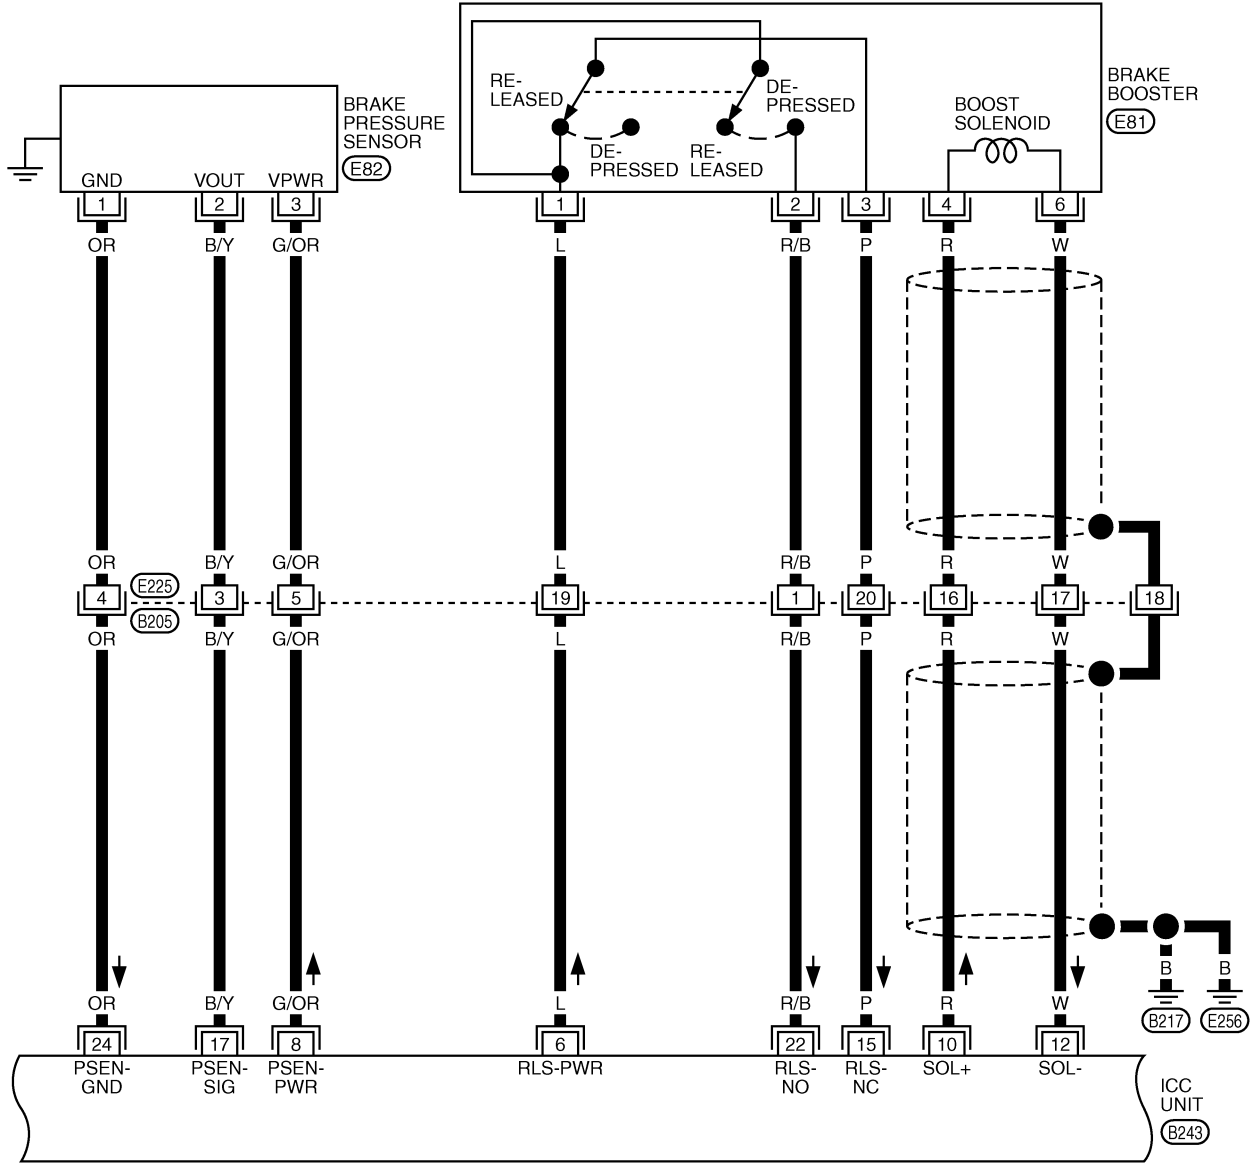 RE-
LEASED
DE-
PRESSED
DE-
PRESSED
RE-
LEASED
BOOST
SOLENOID
BRAKE
BOOSTER
E81
BRAKE
PRESSURE
SENSOR
E82
GND VOUT VPWR
1 2 3 1 2 3 4 6
OR B/Y G/OR L R/B P R W
OR B/Y G/OR L R/B P R W
E225
4 3 5 19 1 20 16 17 18
B205
OR B/Y G/OR L R/B P R W
B B
OR B/Y G/OR L R/B P R W
B217 E256
24 17 8 6 22 15 10 12
PSEN-
GND
PSEN-
SIG
PSEN-
PWR
RLS-PWR
RLS-
NO
RLS-
NC
SOL+
SOL-
ICC
UNIT
B243